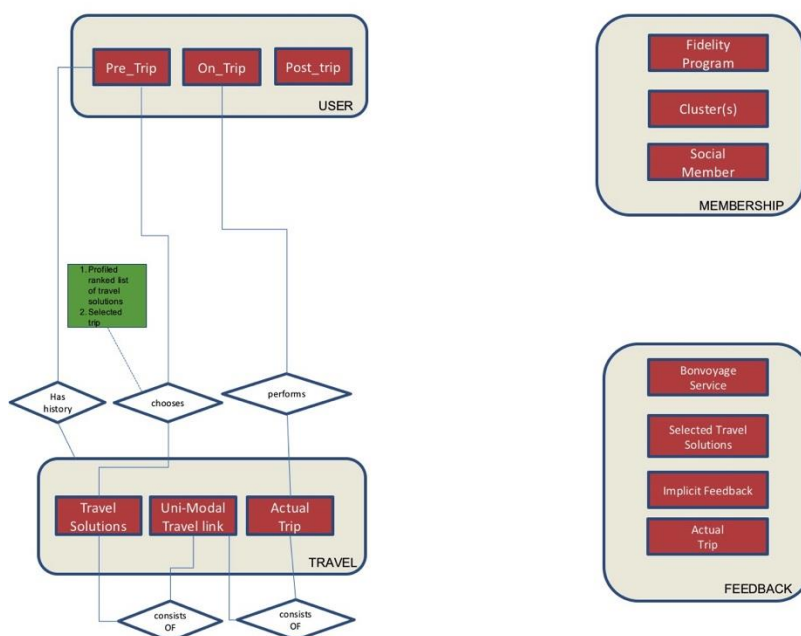 Pre_Trip
On_Trip
Post_trip
USER
Fidelity
Program
Cluster(s)
Social
Member
MEMBERSHIP
1. Profiled
ranked list
of travel
solutions
2. Selected
trip
Has
history
chooses
performs
Travel
Solutions
Uni-Modal
Travel link
Actual
Trip
TRAVEL
consists
OF
consists
OF
Bonvoyage
Service
Selected Travel
Solutions
Implicit Feedback
Actual
Trip
FEEDBACK